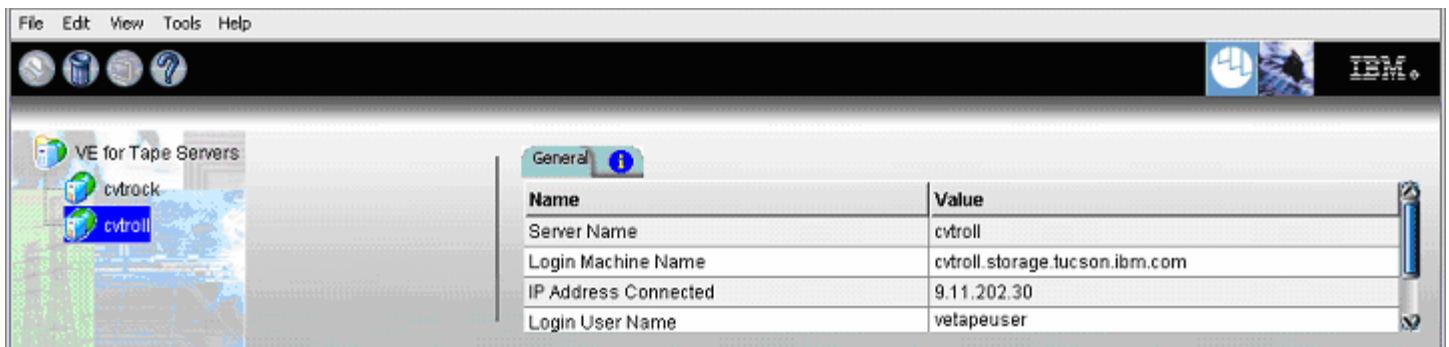 File Edit View Tools Help
IBM.
VE for Tape Servers
cvtrock
cvtroll
General
Name Value
Server Name cvtroll
Login Machine Name cvtroll.storage.tucson.ibm.com
IP Address Connected 9.11.202.30
Login User Name vetapeuser